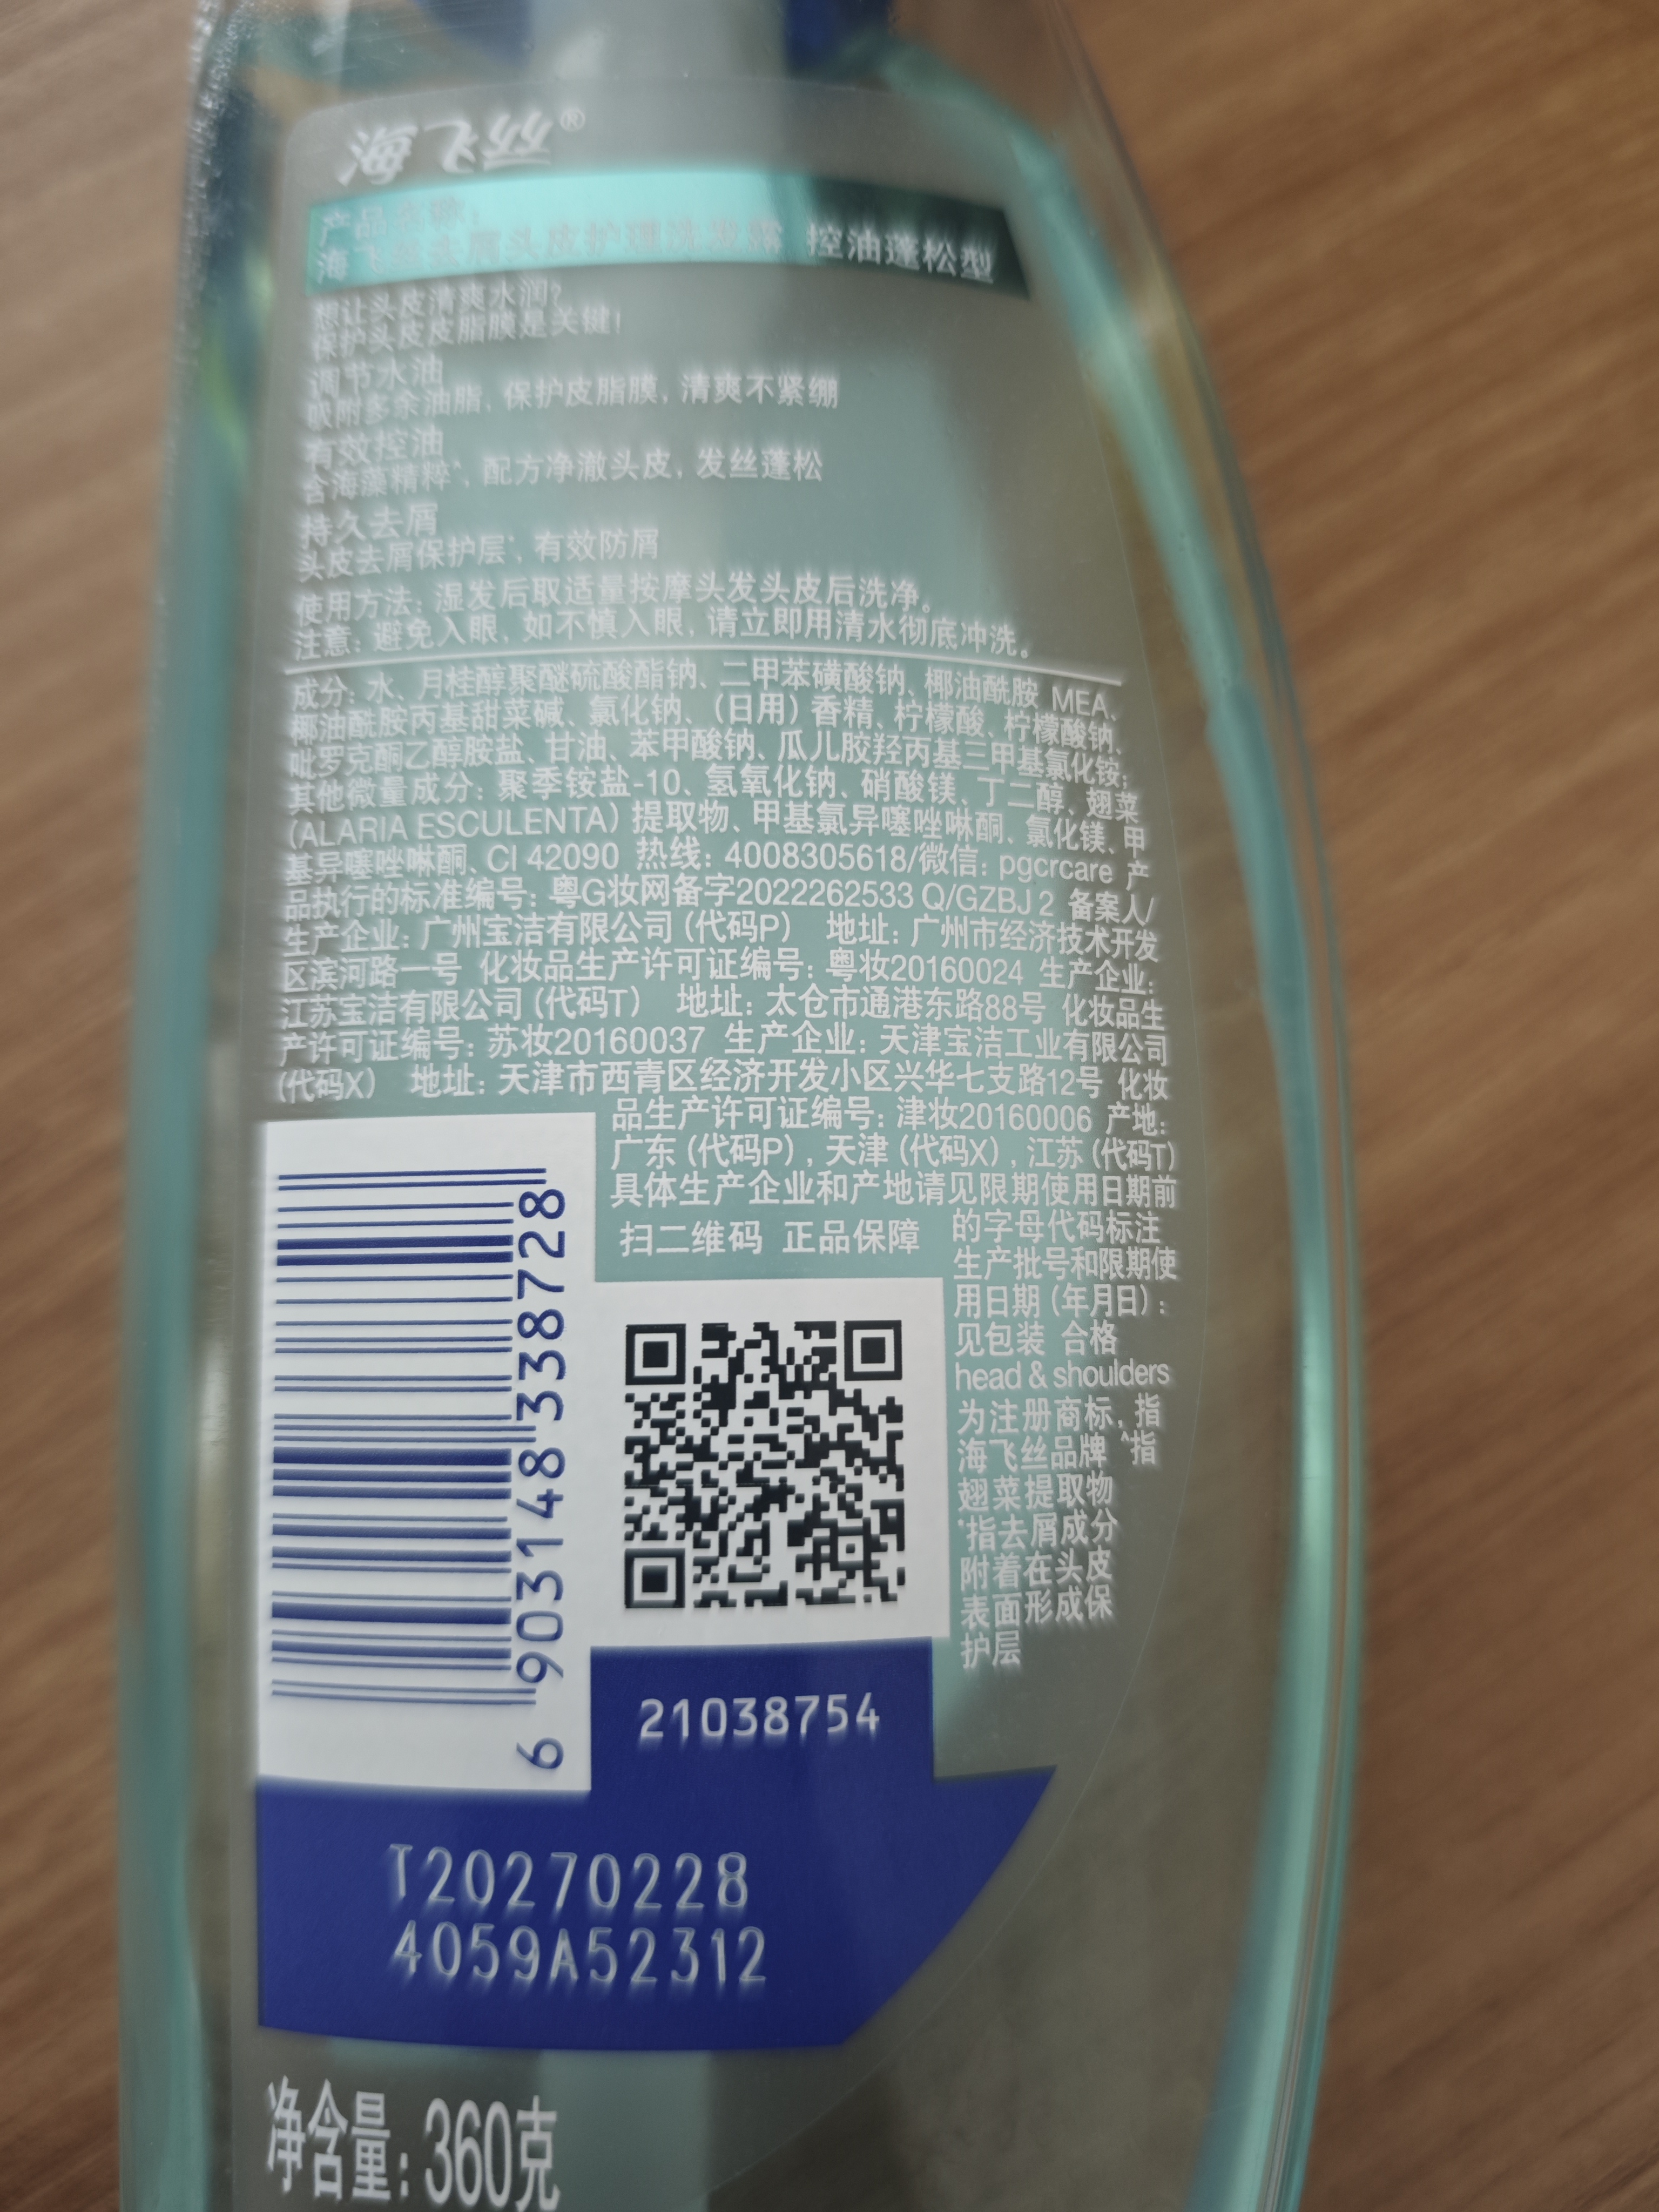 海飞丝®
产品名称:
海飞丝去屑头皮护理洗发露 控油蓬松型
想让头皮清爽水润?
保护头皮皮脂膜是关键!
调节水油
吸附多余油脂, 保护皮脂膜, 清爽不紧绷
有效控油
含海藻精粹^, 配方净澈头皮, 发丝蓬松
持久去屑
头皮去屑保护层*, 有效防屑
使用方法: 湿发后取适量按摩头发头皮后洗净。
注意: 避免入眼, 如不慎入眼, 请立即用清水彻底冲洗。
成分: 水、月桂醇聚醚硫酸酯钠、二甲苯磺酸钠、椰油酰胺 MEA、
椰油酰胺丙基甜菜碱、氯化钠、(日用) 香精、柠檬酸、柠檬酸钠、
吡罗克酮乙醇胺盐、甘油、苯甲酸钠、瓜儿胶羟丙基三甲基氯化铵;
其他微量成分: 聚季铵盐-10、氢氧化钠、硝酸镁、丁二醇、翅菜
(ALARIA ESCULENTA) 提取物、甲基氯异噻唑啉酮、氯化镁、甲
基异噻唑啉酮、CI 42090 热线: 4008305618/微信: pgcrcare 产
品执行的标准编号: 粤G妆网备字2022262533 Q/GZBJ 2 备案人/
生产企业: 广州宝洁有限公司 (代码P) 地址: 广州市经济技术开发
区滨河路一号 化妆品生产许可证编号: 粤妆20160024 生产企业:
江苏宝洁有限公司 (代码T) 地址: 太仓市通港东路88号 化妆品生
产许可证编号: 苏妆20160037 生产企业: 天津宝洁工业有限公司
(代码X) 地址: 天津市西青区经济开发小区兴华七支路12号 化妆
品生产许可证编号: 津妆20160006 产地:
广东 (代码P) , 天津 (代码X) , 江苏 (代码T)
具体生产企业和产地请见限期使用日期前
的字母代码标注
生产批号和限期使
用日期 (年月日) :
见包装 合格
head & shoulders
为注册商标, 指
海飞丝品牌 ^指
翅菜提取物
*指去屑成分
附着在头皮
表面形成保
护层
扫二维码 正品保障
6 903148 338728
21038754
T20270228
4059A52312
净含量: 360克